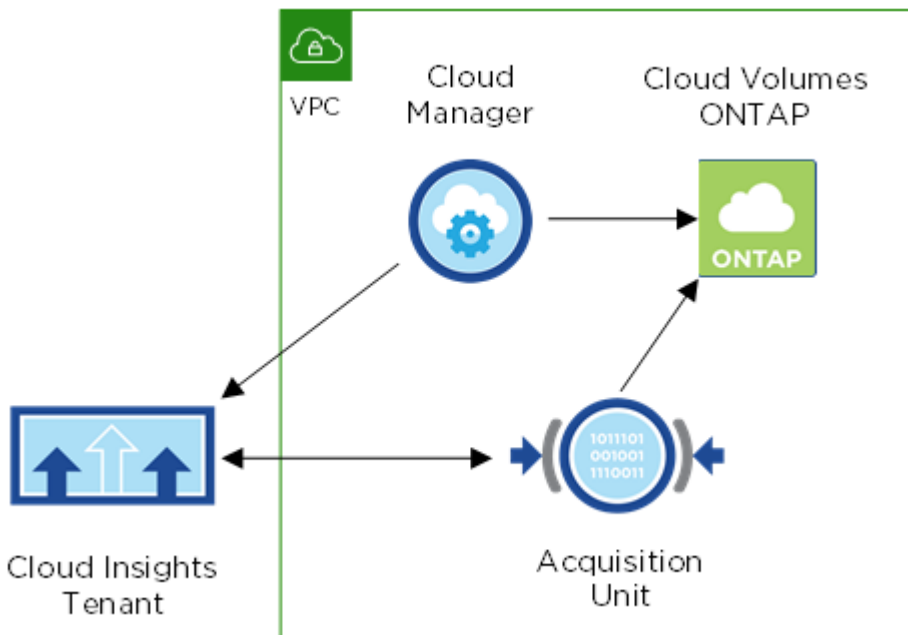 VPC
Cloud
Manager
Cloud Volumes
ONTAP
ONTAP
1011101
001001
1110011
Cloud Insights
Tenant
Acquisition
Unit